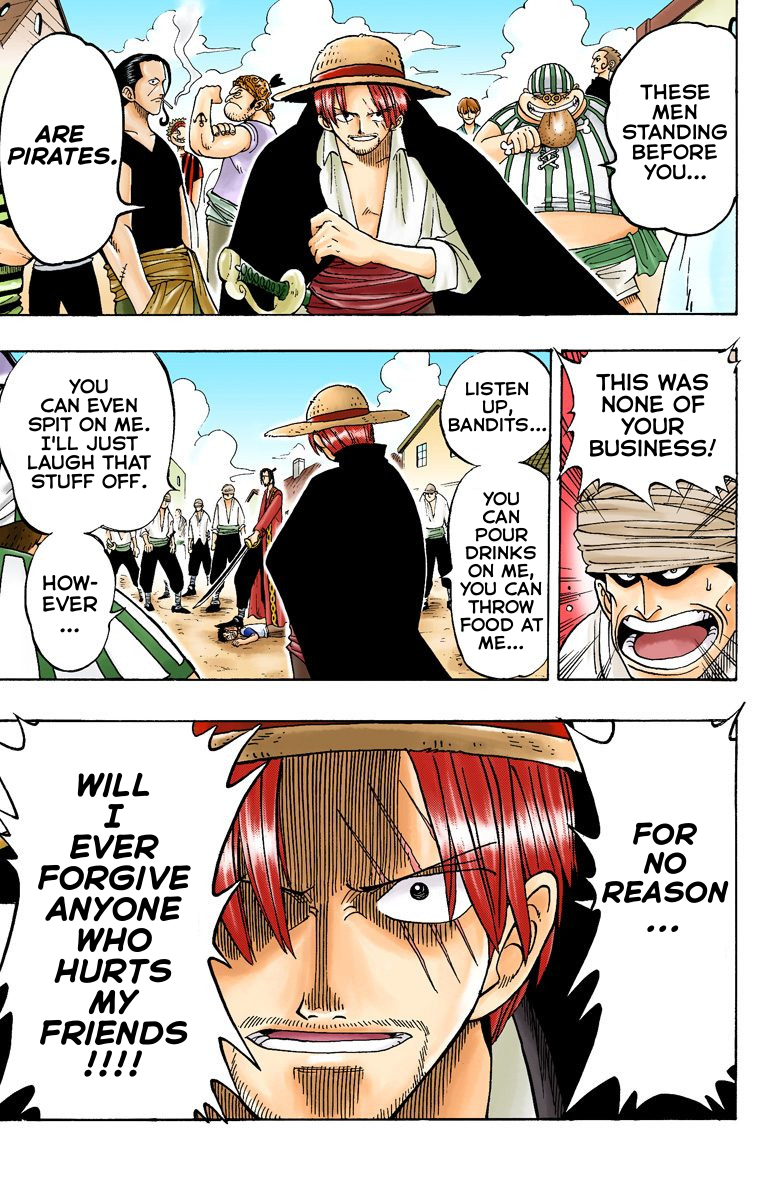 THESE
MEN
STANDING
BEFORE
YOU...
ARE
PIRATES.
THIS WAS
NONE OF
YOUR
BUSINESS!
LISTEN
UP,
BANDITS...
YOU
CAN
POUR
DRINKS
ON ME,
YOU CAN
THROW
FOOD AT
ME...
YOU
CAN EVEN
SPIT ON ME.
I'LL JUST
LAUGH THAT
STUFF OFF.
HOW-
EVER
...
FOR
NO
REASON
...
WILL
I
EVER
FORGIVE
ANYONE
WHO
HURTS
MY
FRIENDS
!!!!